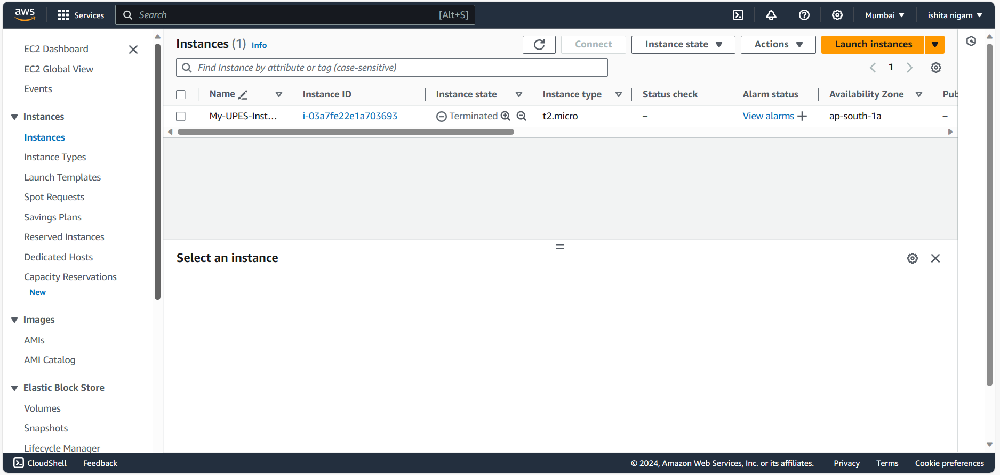 aws Services Search [Alt+S] Mumbai ishita nigam
EC2 Dashboard
EC2 Global View
Events
Instances
Instances
Instance Types
Launch Templates
Spot Requests
Savings Plans
Reserved Instances
Dedicated Hosts
Capacity Reservations
New
Images
AMIs
AMI Catalog
Elastic Block Store
Volumes
Snapshots
Lifecycle Manager
Instances (1) Info Connect Instance state Actions Launch instances
Find Instance by attribute or tag (case-sensitive) 1
Name Instance ID Instance state Instance type Status check Alarm status Availability Zone Pub
My-UPES-Inst... i-03a7fe22e1a703693 Terminated t2.micro – View alarms + ap-south-1a –
Select an instance
CloudShell Feedback © 2024, Amazon Web Services, Inc. or its affiliates. Privacy Terms Cookie preferences